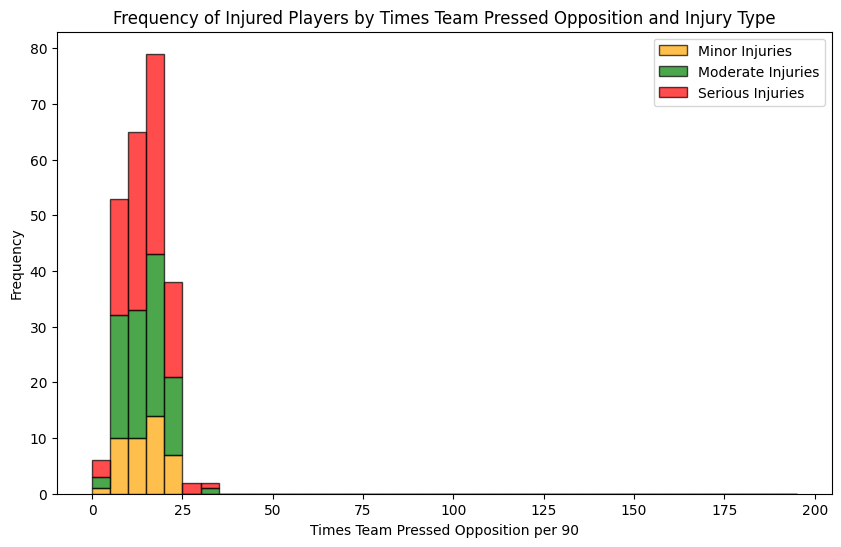 Frequency of Injured Players by Times Team Pressed Opposition and Injury Type
Minor Injuries
Moderate Injuries
Serious Injuries
Frequency
80
70
60
50
40
30
20
10
0
0 25 50 75 100 125 150 175 200
Times Team Pressed Opposition per 90